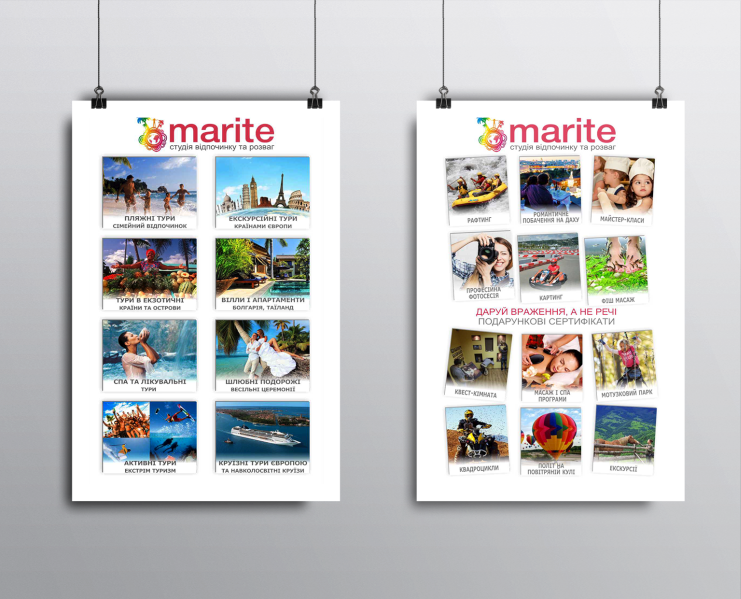 marite
студія відпочинку та розваг
ПЛЯЖНІ ТУРИ
СІМЕЙНИЙ ВІДПОЧИНОК
ЕКСКУРСІЙНІ ТУРИ
КРАЇНАМИ ЄВРОПИ
ТУРИ В ЕКЗОТИЧНІ
КРАЇНИ ТА ОСТРОВИ
ВІЛЛИ І АПАРТАМЕНТИ
БОЛГАРІЯ, ТАЇЛАНД
СПА ТА ЛІКУВАЛЬНІ
ТУРИ
ШЛЮБНІ ПОДОРОЖІ
ВЕСІЛЬНІ ЦЕРЕМОНІЇ
АКТИВНІ ТУРИ
ЕКСТРІМ ТУРИЗМ
КРУЇЗНІ ТУРИ ЄВРОПОЮ
ТА НАВКОЛОСВІТНІ КРУЇЗИ
marite
студія відпочинку та розваг
РАФТИНГ
РОМАНТИЧНЕ
ПОБАЧЕННЯ НА ДАХУ
МАЙСТЕР-КЛАСИ
ПРОФЕСІЙНА
ФОТОСЕСІЯ
КАРТИНГ
ФІШ МАСАЖ
ДАРУЙ ВРАЖЕННЯ, А НЕ РЕЧІ
ПОДАРУНКОВІ СЕРТИФІКАТИ
КВЕСТ-КІМНАТА
МАСАЖ І СПА
ПРОГРАМИ
МОТУЗКОВИЙ ПАРК
КВАДРОЦИКЛИ
ПОЛІТ НА
ПОВІТРЯНІЙ КУЛІ
ЕКСКУРСІЇ